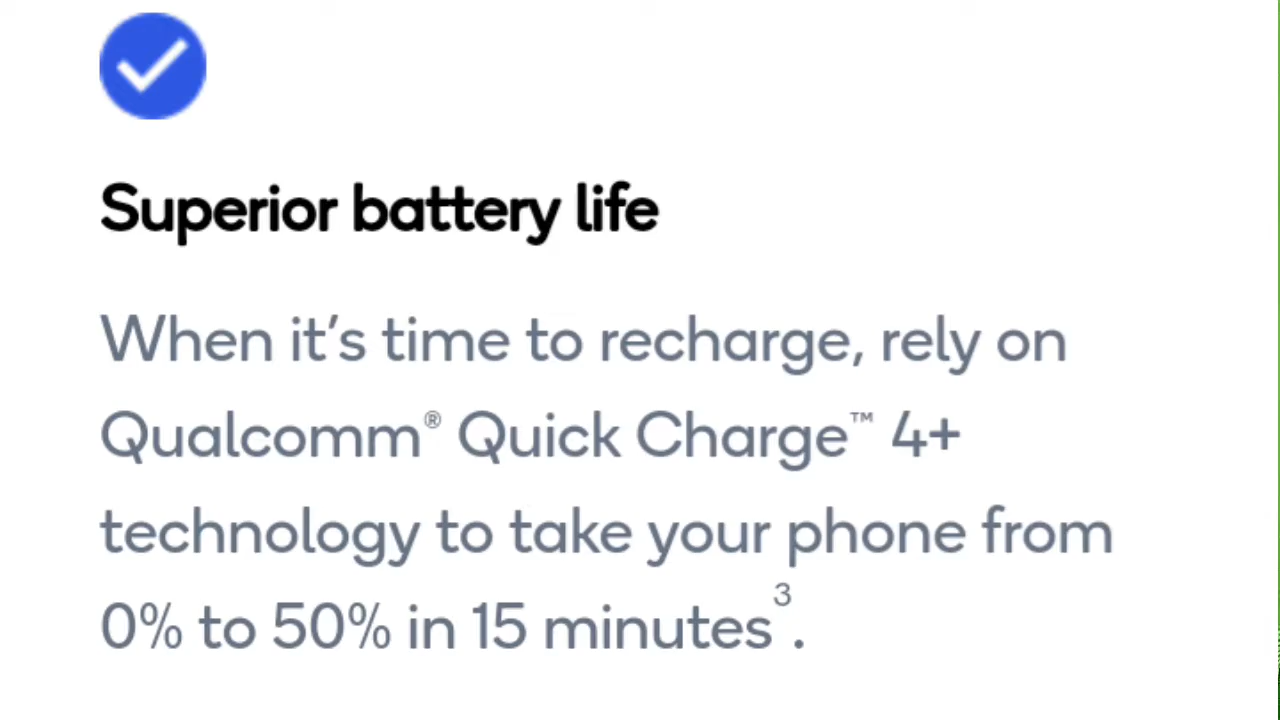 Superior battery life
When it’s time to recharge, rely on
Qualcomm® Quick Charge™ 4+
technology to take your phone from
0% to 50% in 15 minutes³.